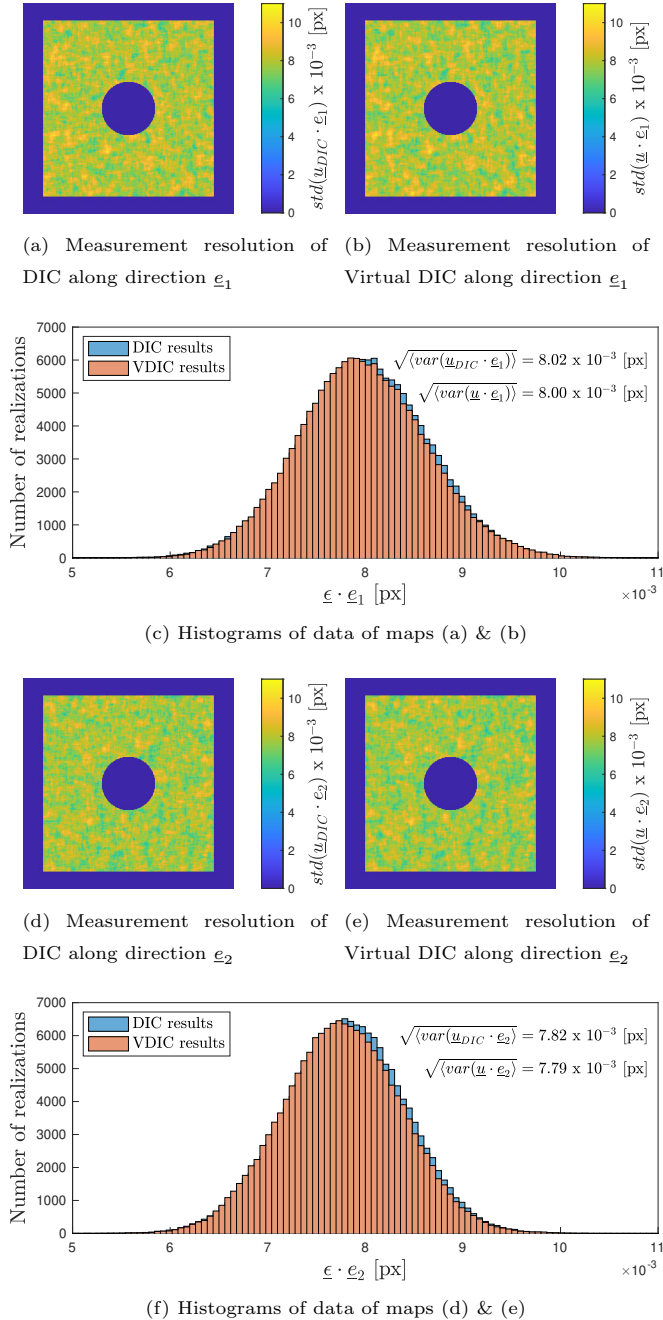 10
8
6
4
2
0
std(u_DIC · e_1) x 10^-3 [px]
10
8
6
4
2
0
std(u · e_1) x 10^-3 [px]
(a) Measurement resolution of
DIC along direction e_1
(b) Measurement resolution of
Virtual DIC along direction e_1
7000
6000
5000
4000
3000
2000
1000
0
Number of realizations
DIC results
VDIC results
√⟨var(u_DIC · e_1)⟩ = 8.02 x 10^-3 [px]
√⟨var(u · e_1)⟩ = 8.00 x 10^-3 [px]
5 6 7 8 9 10 11
×10^-3
ϵ · e_1 [px]
(c) Histograms of data of maps (a) & (b)
10
8
6
4
2
0
std(u_DIC · e_2) x 10^-3 [px]
10
8
6
4
2
0
std(u · e_2) x 10^-3 [px]
(d) Measurement resolution of
DIC along direction e_2
(e) Measurement resolution of
Virtual DIC along direction e_2
7000
6000
5000
4000
3000
2000
1000
0
Number of realizations
DIC results
VDIC results
√⟨var(u_DIC · e_2⟩ = 7.82 x 10^-3 [px]
√⟨var(u · e_2⟩ = 7.79 x 10^-3 [px]
5 6 7 8 9 10 11
×10^-3
ϵ · e_2 [px]
(f) Histograms of data of maps (d) & (e)